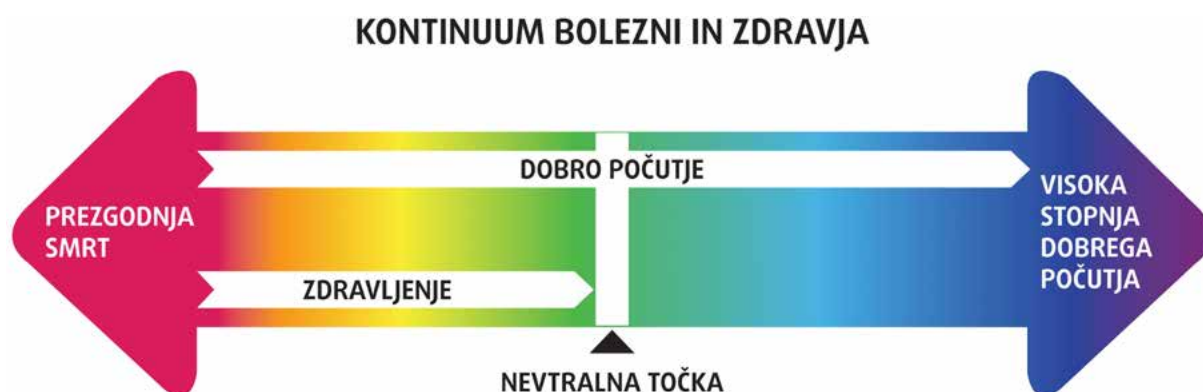 KONTINUUM BOLEZNI IN ZDRAVJA
DOBRO POČUTJE
PREZGODNJA
SMRT
VISOKA
STOPNJA
DOBREGA
POČUTJA
ZDRAVLJENJE
NEVTRALNA TOČKA